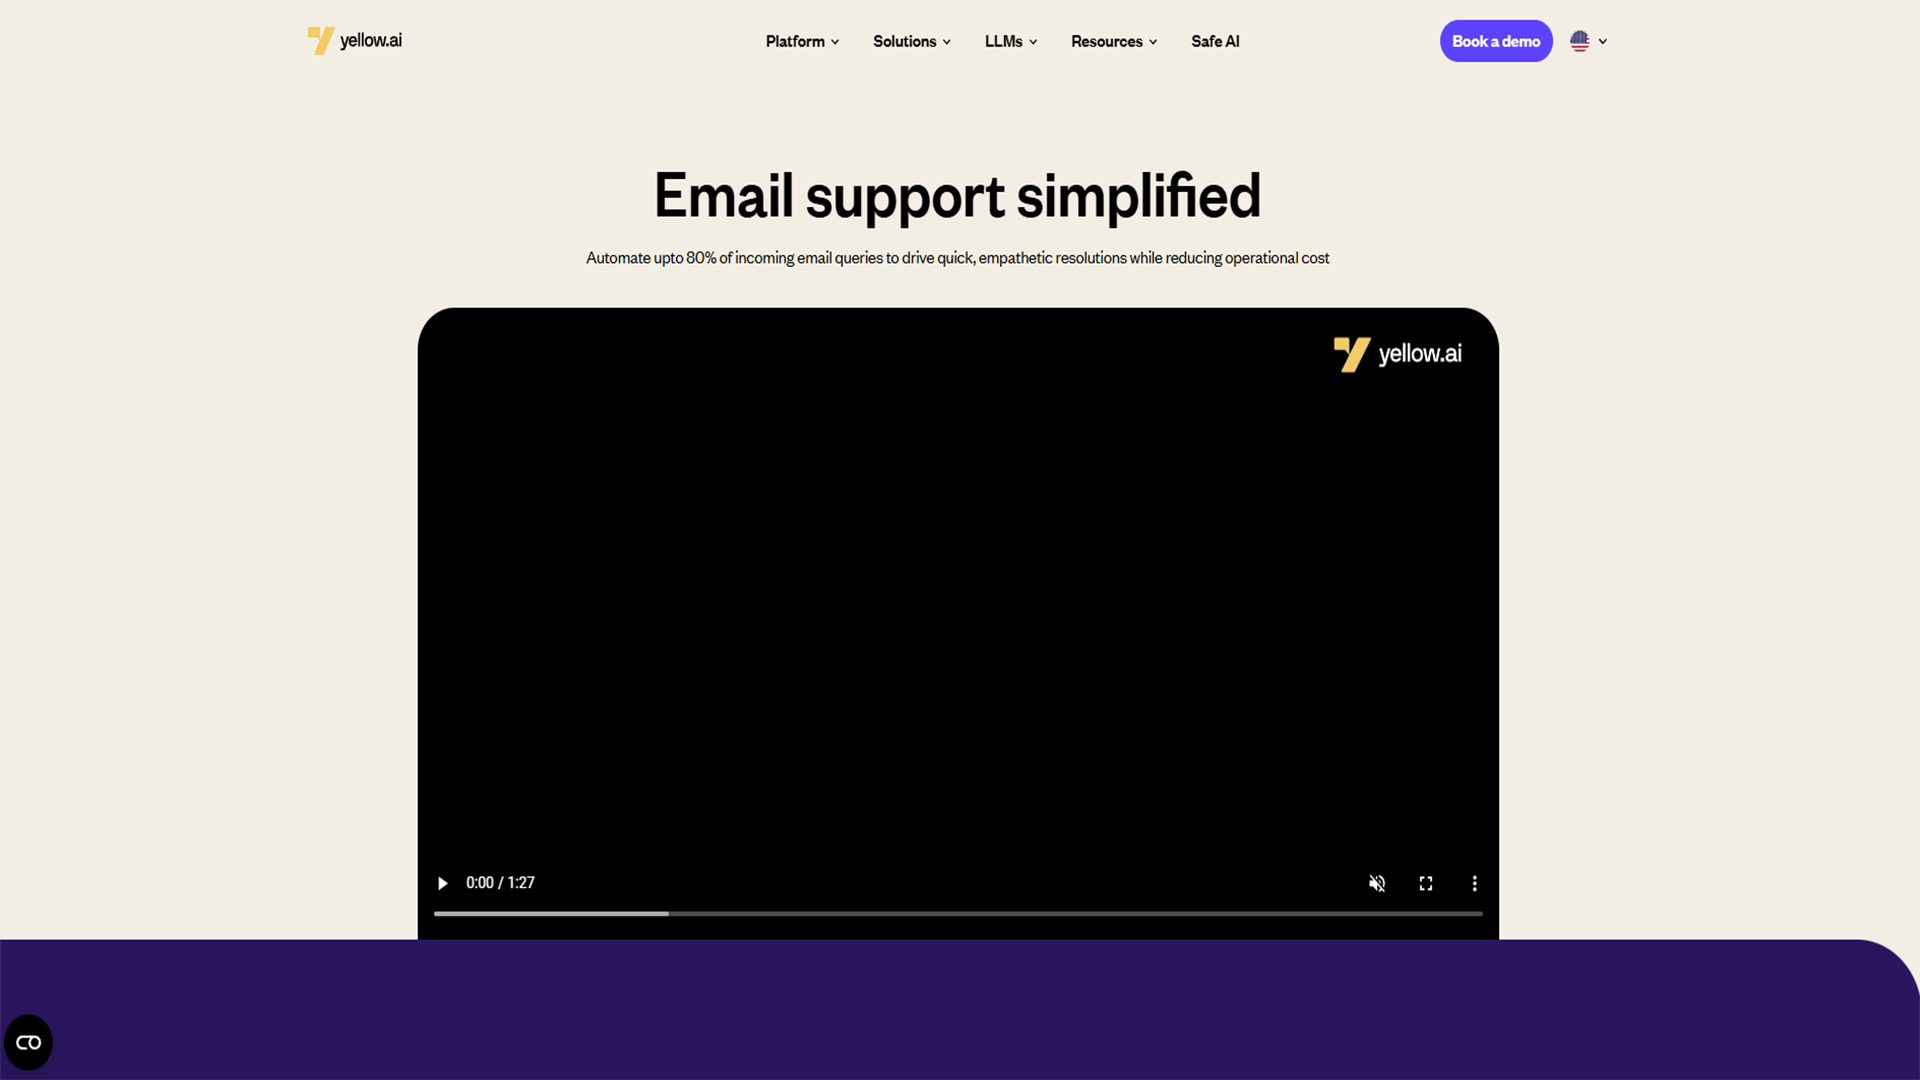 yellow.ai
Platform
Solutions
LLMs
Resources
Safe AI
Book a demo
Email support simplified
Automate upto 80% of incoming email queries to drive quick, empathetic resolutions while reducing operational cost
yellow.ai
0:00 / 1:27